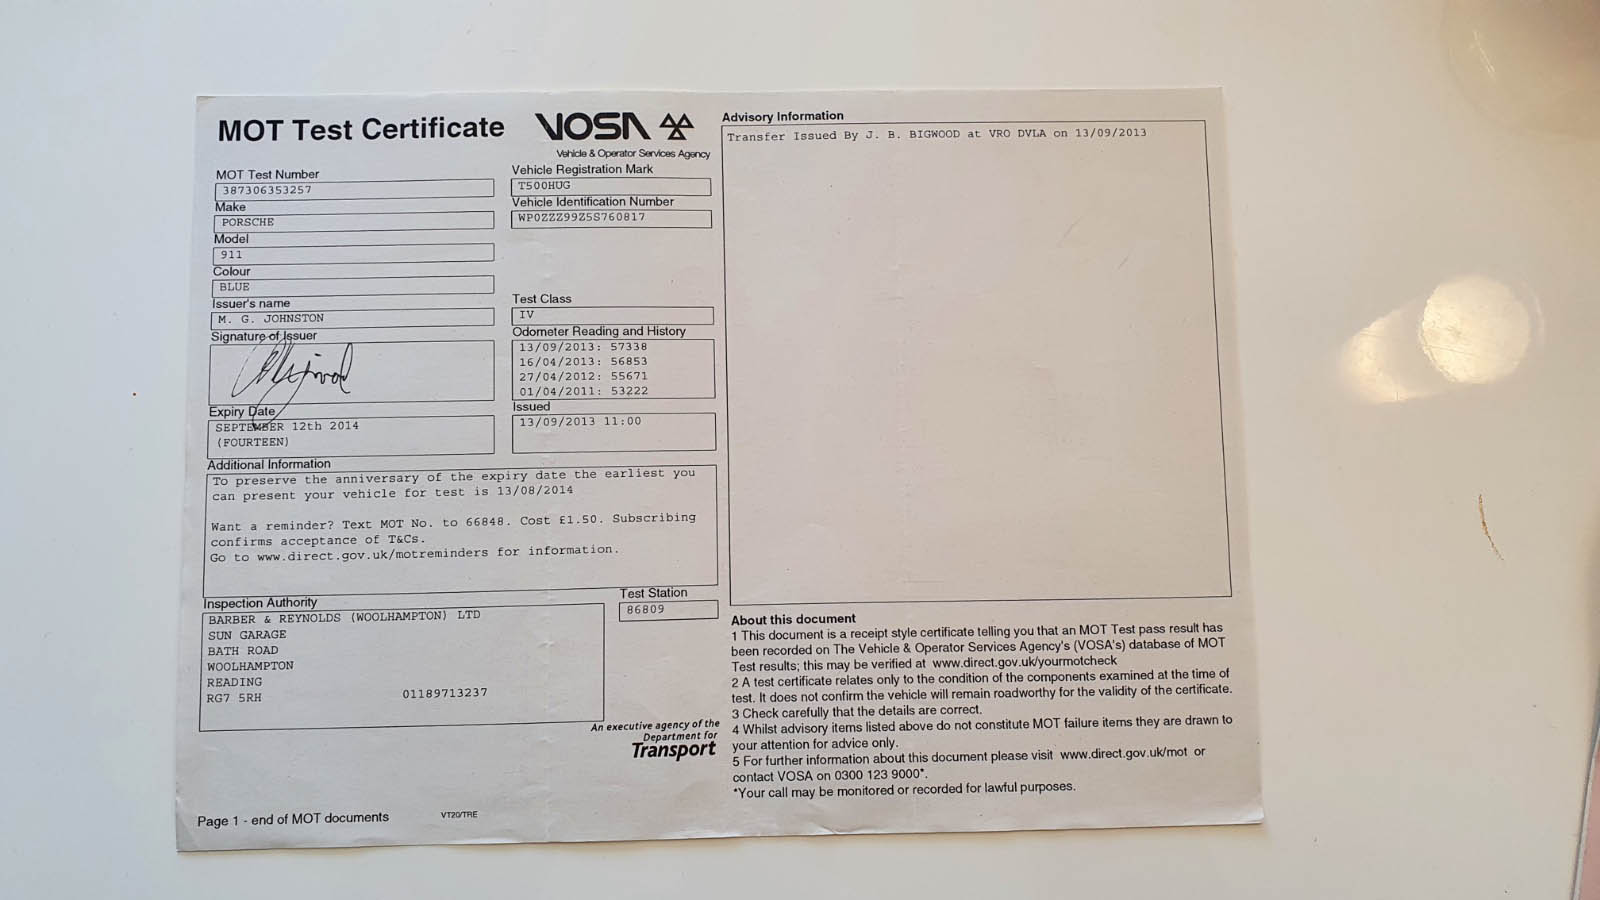 MOT Test Certificate
VOSA
Vehicle & Operator Services Agency
MOT Test Number
387306353257
Make
PORSCHE
Model
911
Colour
BLUE
Issuer's name
M. G. JOHNSTON
Signature of Issuer
Expiry Date
SEPTEMBER 12th 2014
(FOURTEEN)
Vehicle Registration Mark
T500HUG
Vehicle Identification Number
WP0ZZZ99Z5S760817
Test Class
IV
Odometer Reading and History
13/09/2013: 57338
16/04/2013: 56853
27/04/2012: 55671
01/04/2011: 53222
Issued
13/09/2013 11:00
Additional Information
To preserve the anniversary of the expiry date the earliest you
can present your vehicle for test is 13/08/2014
Want a reminder? Text MOT No. to 66848. Cost £1.50. Subscribing
confirms acceptance of T&Cs.
Go to www.direct.gov.uk/motreminders for information.
Inspection Authority
BARBER & REYNOLDS (WOOLHAMPTON) LTD
SUN GARAGE
BATH ROAD
WOOLHAMPTON
READING
RG7 5RH 01189713237
Test Station
86809
An executive agency of the
Department for
Transport
Page 1 - end of MOT documents
VT20/TRE
Advisory Information
Transfer Issued By J. B. BIGWOOD at VRO DVLA on 13/09/2013
About this document
1 This document is a receipt style certificate telling you that an MOT Test pass result has
been recorded on The Vehicle & Operator Services Agency's (VOSA's) database of MOT
Test results; this may be verified at www.direct.gov.uk/yourmotcheck
2 A test certificate relates only to the condition of the components examined at the time of
test. It does not confirm the vehicle will remain roadworthy for the validity of the certificate.
3 Check carefully that the details are correct.
4 Whilst advisory items listed above do not constitute MOT failure items they are drawn to
your attention for advice only.
5 For further information about this document please visit www.direct.gov.uk/mot or
contact VOSA on 0300 123 9000*.
*Your call may be monitored or recorded for lawful purposes.